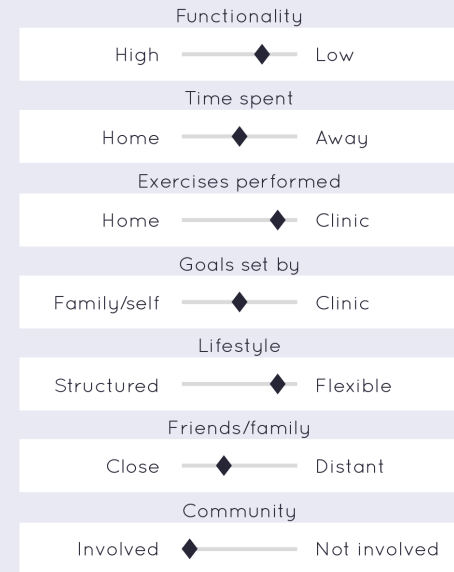 Functionality
High Low
Time spent
Home Away
Exercises performed
Home Clinic
Goals set by
Family/self Clinic
Lifestyle
Structured Flexible
Friends/family
Close Distant
Community
Involved Not involved